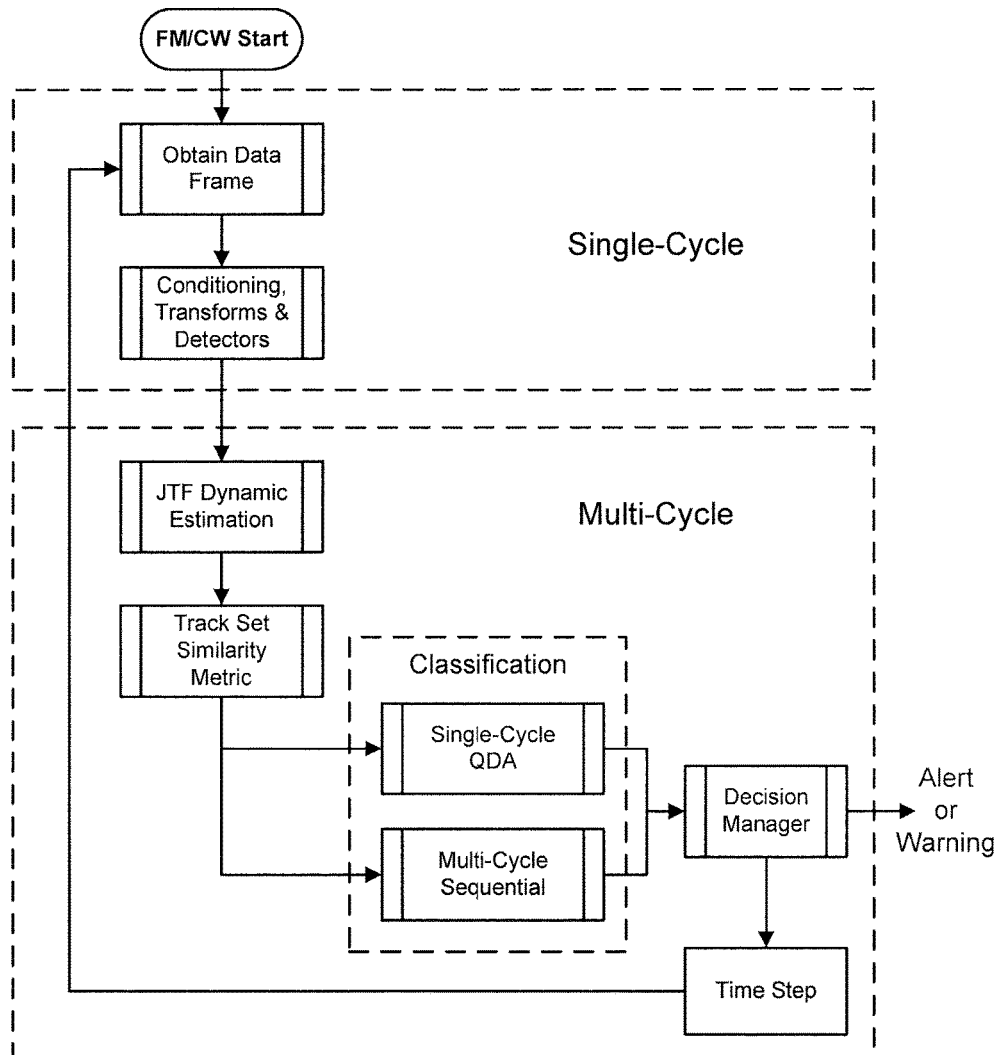 FM/CW Start
Obtain Data
Frame
Single-Cycle
Conditioning,
Transforms &
Detectors
JTF Dynamic
Estimation
Multi-Cycle
Track Set
Similarity
Metric
Classification
Single-Cycle
QDA
Multi-Cycle
Sequential
Decision
Manager
Alert
or
Warning
Time Step